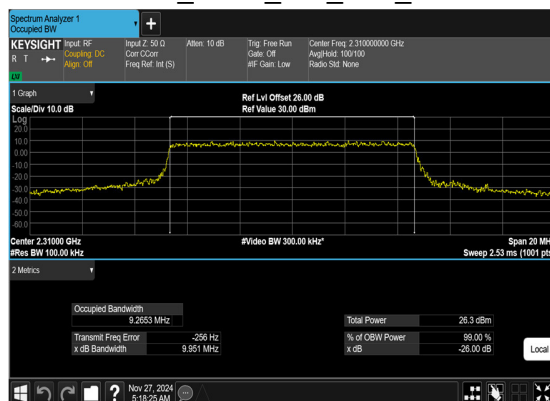 Spectrum Analyzer 1
Occupied BW
+
KEYSIGHT Input: RF Input Z: 50 Ω Atten: 10 dB Trig: Free Run Center Freq: 2.310000000 GHz
R T Coupling: DC Corr CCorr Gate: Off Avg|Hold: 100/100
Align: Off Freq Ref: Int (S) #IF Gain: Low Radio Std: None
1 Graph
Ref Lvl Offset 26.00 dB
Scale/Div 10.0 dB Ref Value 30.00 dBm
Log
20.0
10.0
0.00
-10.0
-20.0
-30.0
-40.0
-50.0
-60.0
Center 2.31000 GHz #Video BW 300.00 kHz* Span 20 MH
#Res BW 100.00 kHz Sweep 2.53 ms (1001 pts
2 Metrics
Occupied Bandwidth
9.2653 MHz Total Power 26.3 dBm
Transmit Freq Error -256 Hz % of OBW Power 99.00 %
x dB Bandwidth 9.951 MHz x dB -26.00 dB
Local
? Nov 27, 2024
5:18:25 AM